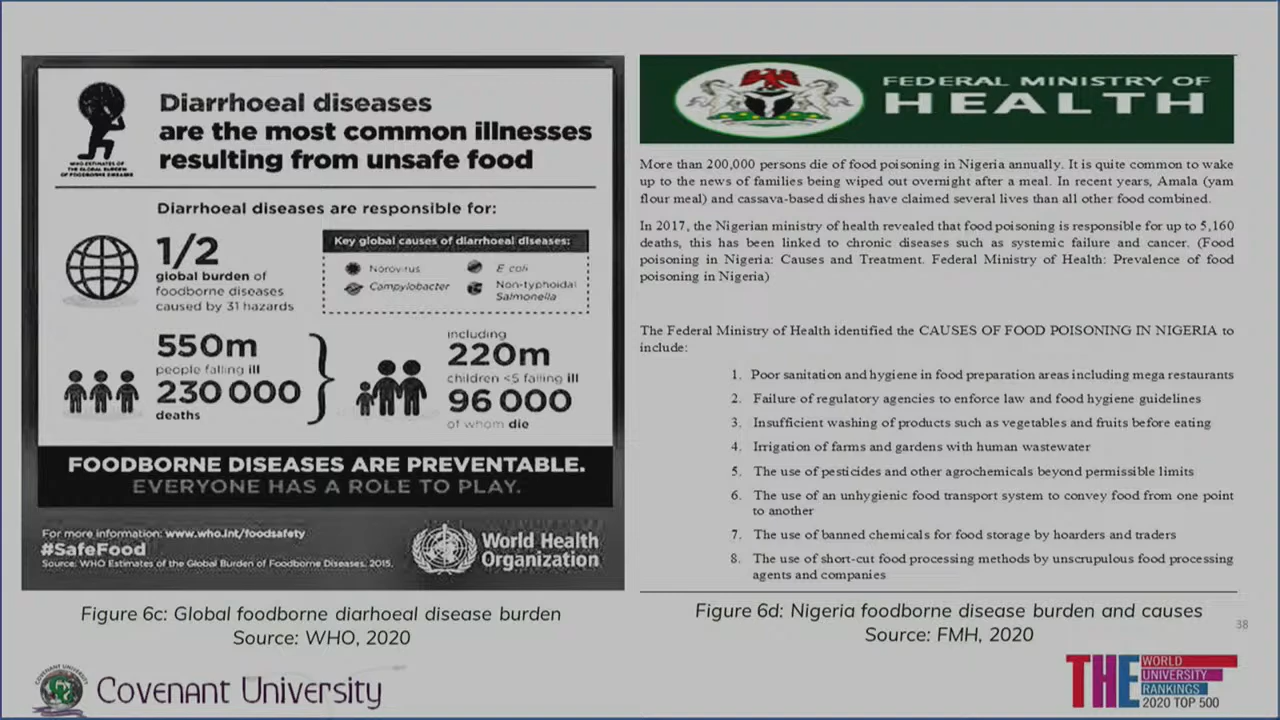 WHO ESTIMATES OF
THE GLOBAL BURDEN
OF FOODBORNE DISEASES
Diarrhoeal diseases
are the most common illnesses
resulting from unsafe food
Diarrhoeal diseases are responsible for:
1/2
global burden of
foodborne diseases
caused by 31 hazards
Key global causes of diarrhoeal diseases:
Norovirus
E coli
Campylobacter
Non-typhoidal
Salmonella
550m
people falling ill
230 000
deaths
including
220m
children <5 falling ill
96 000
of whom die
FOODBORNE DISEASES ARE PREVENTABLE.
EVERYONE HAS A ROLE TO PLAY.
For more information: www.who.int/foodsafety
#SafeFood
Source: WHO Estimates of the Global Burden of Foodborne Diseases. 2015.
World Health
Organization
Figure 6c: Global foodborne diarhoeal disease burden
Source: WHO, 2020
FEDERAL MINISTRY OF
HEALTH
More than 200,000 persons die of food poisoning in Nigeria annually. It is quite common to wake
up to the news of families being wiped out overnight after a meal. In recent years, Amala (yam
flour meal) and cassava-based dishes have claimed several lives than all other food combined.
In 2017, the Nigerian ministry of health revealed that food poisoning is responsible for up to 5,160
deaths, this has been linked to chronic diseases such as systemic failure and cancer. (Food
poisoning in Nigeria: Causes and Treatment. Federal Ministry of Health: Prevalence of food
poisoning in Nigeria)
The Federal Ministry of Health identified the CAUSES OF FOOD POISONING IN NIGERIA to
include:
1. Poor sanitation and hygiene in food preparation areas including mega restaurants
2. Failure of regulatory agencies to enforce law and food hygiene guidelines
3. Insufficient washing of products such as vegetables and fruits before eating
4. Irrigation of farms and gardens with human wastewater
5. The use of pesticides and other agrochemicals beyond permissible limits
6. The use of an unhygienic food transport system to convey food from one point
to another
7. The use of banned chemicals for food storage by hoarders and traders
8. The use of short-cut food processing methods by unscrupulous food processing
agents and companies
Figure 6d: Nigeria foodborne disease burden and causes
Source: FMH, 2020
38
COVENANT UNIVERSITY
Covenant University
THE
WORLD
UNIVERSITY
RANKINGS
2020 TOP 500